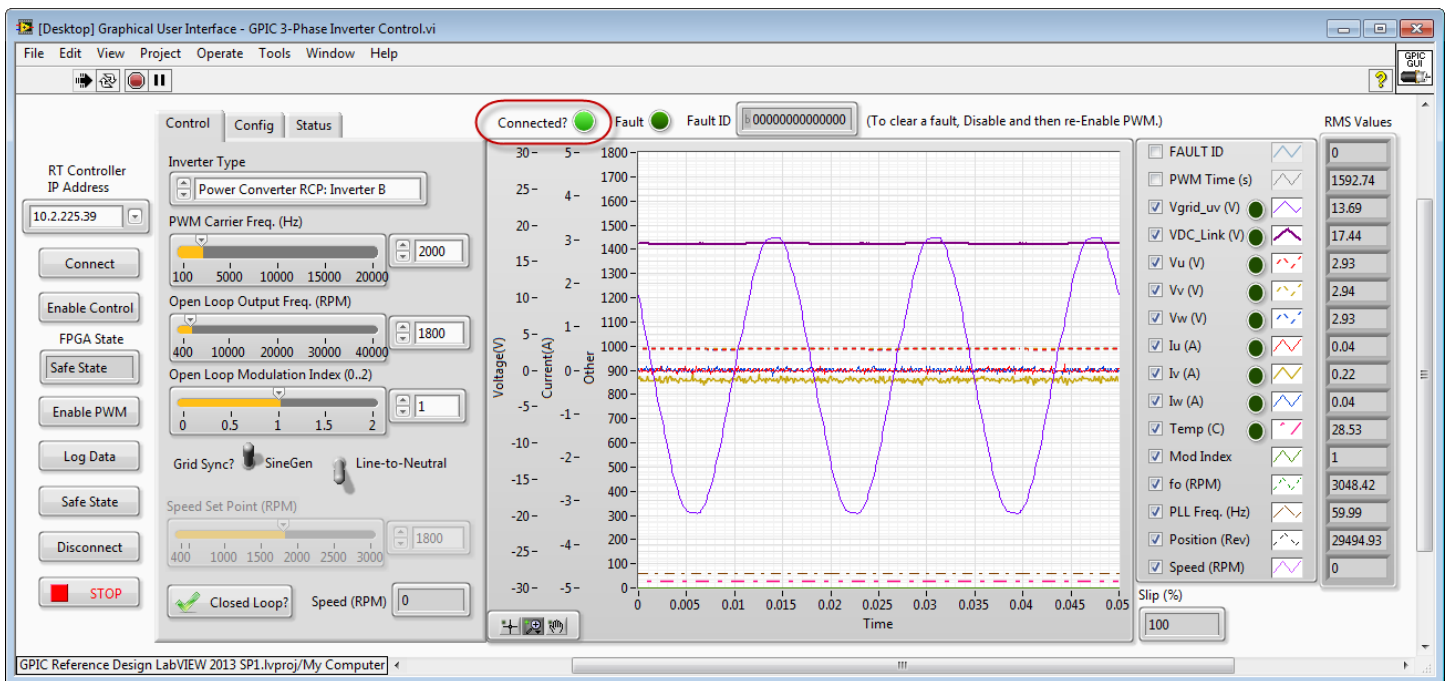 [Desktop] Graphical User Interface - GPIC 3-Phase Inverter Control.vi
File Edit View Project Operate Tools Window Help
GPIC
GUI
Control Config Status
Connected? Fault Fault ID b 00000000000000 (To clear a fault, Disable and then re-Enable PWM.) RMS Values
RT Controller
IP Address
10.2.225.39
Connect
Enable Control
FPGA State
Safe State
Enable PWM
Log Data
Safe State
Disconnect
STOP
Inverter Type
Power Converter RCP: Inverter B
PWM Carrier Freq. (Hz)
2000
100 5000 10000 15000 20000
Open Loop Output Freq. (RPM)
1800
400 10000 20000 30000 40000
Open Loop Modulation Index (0..2)
1
0 0.5 1 1.5 2
Grid Sync? SineGen Line-to-Neutral
Speed Set Point (RPM)
1800
400 1000 1500 2000 2500 3000
Closed Loop? Speed (RPM) 0
Voltage(V)
30
25
20
15
10
5
0
-5
-10
-15
-20
-25
-30
Current(A)
5
4
3
2
1
0
-1
-2
-3
-4
-5
Other
1800
1700
1600
1500
1400
1300
1200
1100
1000
900
800
700
600
500
400
300
200
100
0
0 0.005 0.01 0.015 0.02 0.025 0.03 0.035 0.04 0.045 0.05
Time
FAULT ID 0
PWM Time (s) 1592.74
Vgrid_uv (V) 13.69
VDC_Link (V) 17.44
Vu (V) 2.93
Vv (V) 2.94
Vw (V) 2.93
Iu (A) 0.04
Iv (A) 0.22
Iw (A) 0.04
Temp (C) 28.53
Mod Index 1
fo (RPM) 3048.42
PLL Freq. (Hz) 59.99
Position (Rev) 29494.93
Speed (RPM) 0
Slip (%)
100
GPIC Reference Design LabVIEW 2013 SP1.lvproj/My Computer